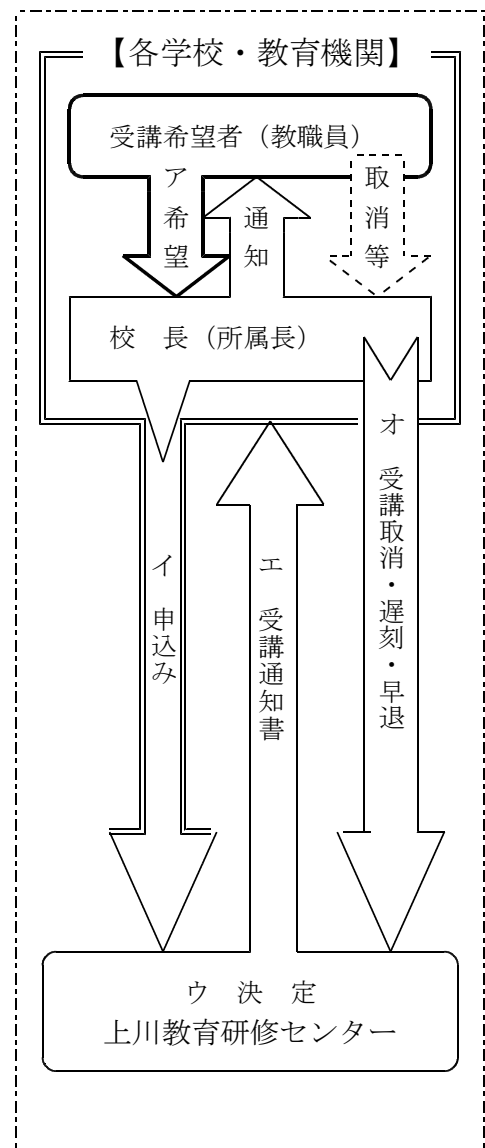 【各学校・教育機関】
受講希望者(教職員)
ア希望
通知
取消等
校 長(所属長)
イ 申込み
エ 受講通知書
オ 受講取消・遅刻・早退
ウ 決 定
上川教育研修センター